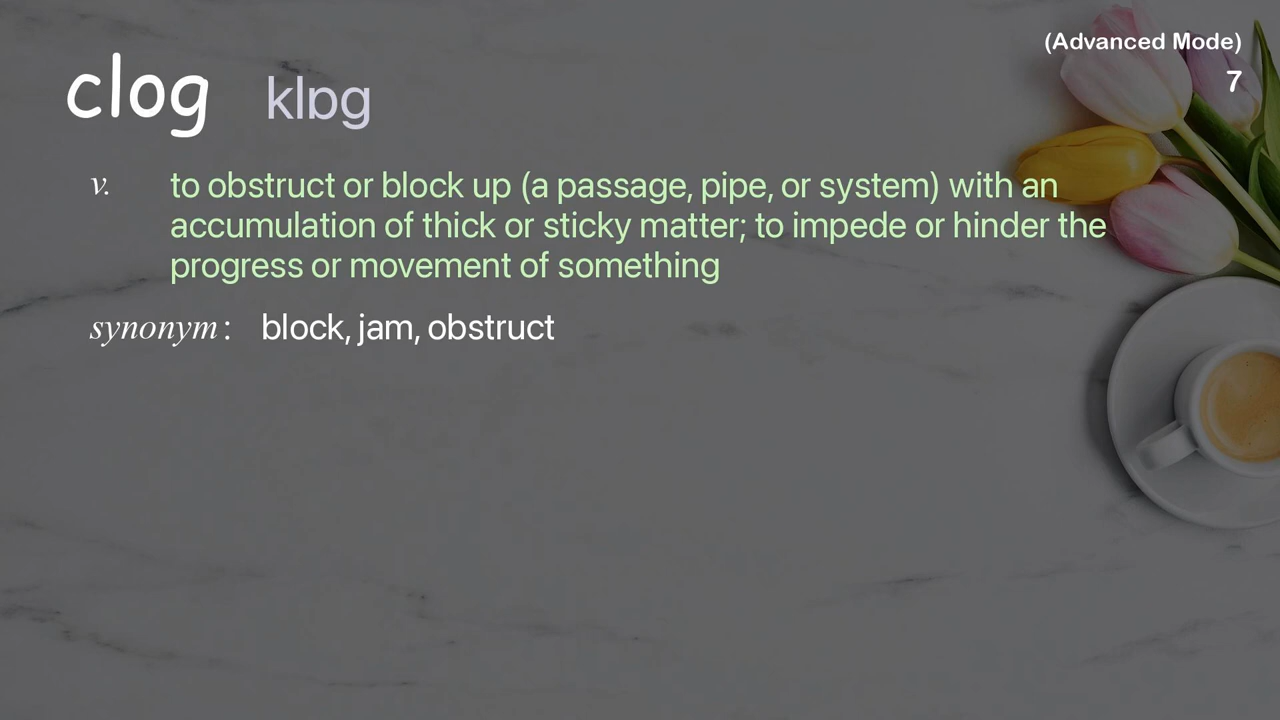 (Advanced Mode)
7
clog klɒg
v. to obstruct or block up (a passage, pipe, or system) with an
accumulation of thick or sticky matter; to impede or hinder the
progress or movement of something
synonym : block, jam, obstruct